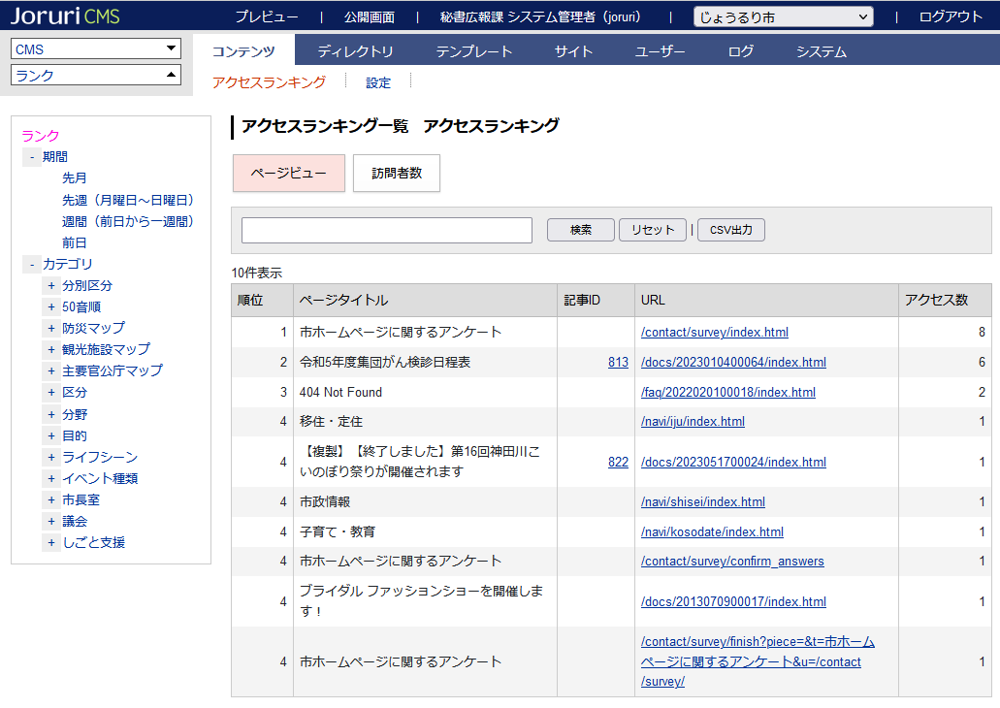 Joruri CMS プレビュー | 公開画面 | 秘書広報課 システム管理者（joruri） | じょうるり市 | ログアウト
CMS
ランク
コンテンツ ディレクトリ テンプレート サイト ユーザー ログ システム
アクセスランキング 設定
ランク
- 期間
先月
先週（月曜日～日曜日）
週間（前日から一週間）
前日
- カテゴリ
+ 分別区分
+ 50音順
+ 防災マップ
+ 観光施設マップ
+ 主要官公庁マップ
+ 区分
+ 分野
+ 目的
+ ライフシーン
+ イベント種類
+ 市長室
+ 議会
+ しごと支援
アクセスランキング一覧 アクセスランキング
ページビュー 訪問者数
検索 リセット | CSV出力
10件表示
順位 ページタイトル 記事ID URL アクセス数
1 市ホームページに関するアンケート /contact/survey/index.html 8
2 令和5年度集団がん検診日程表 813 /docs/2023010400064/index.html 6
3 404 Not Found /faq/2022020100018/index.html 2
4 移住・定住 /navi/iju/index.html 1
4 【複製】【終了しました】第16回神田川こ 822 /docs/2023051700024/index.html 1
いのぼり祭りが開催されます
4 市政情報 /navi/shisei/index.html 1
4 子育て・教育 /navi/kosodate/index.html 1
4 市ホームページに関するアンケート /contact/survey/confirm_answers 1
4 ブライダル ファッションショーを開催しま /docs/2013070900017/index.html 1
す！
4 市ホームページに関するアンケート /contact/survey/finish?piece=&t=市ホーム 1
ページに関するアンケート&u=/contact
/survey/